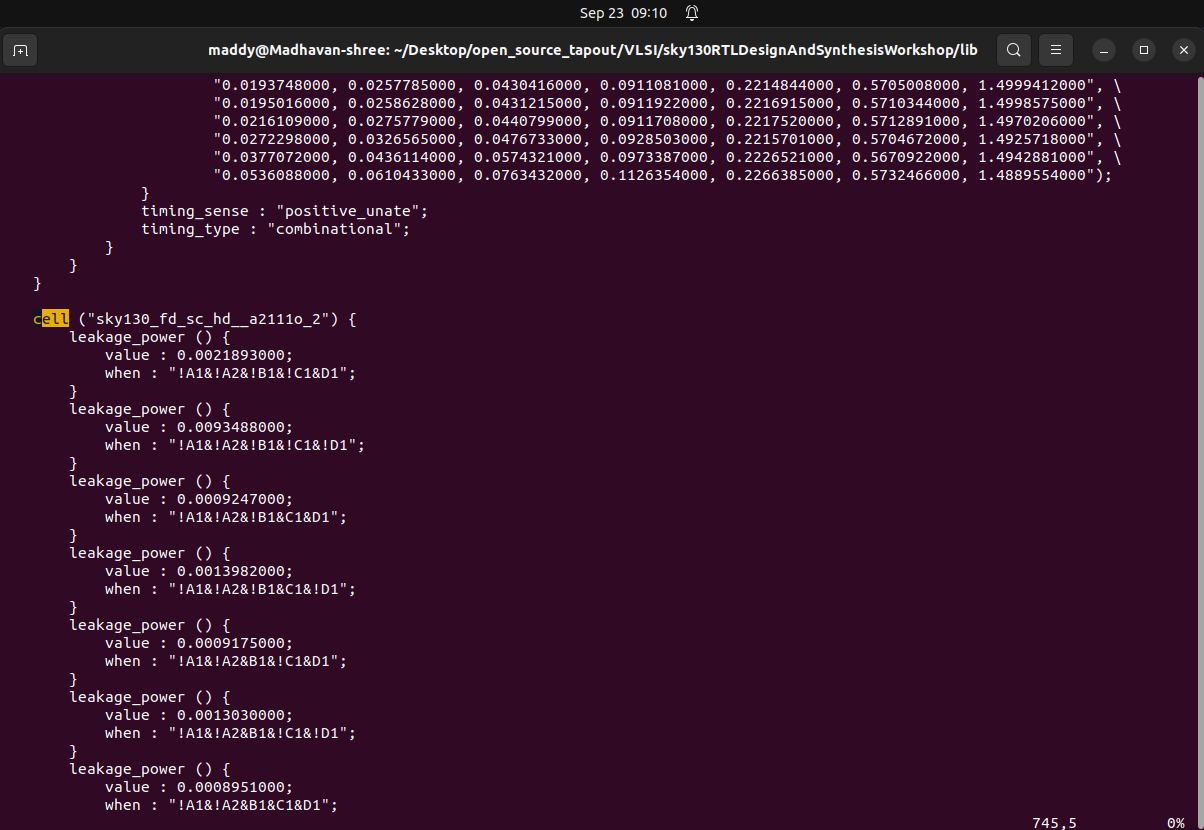 Sep 23 09:10
maddy@Madhavan-shree: ~/Desktop/open_source_tapout/VLSI/sky130RTLDesignAndSynthesisWorkshop/lib
"0.0193748000, 0.0257785000, 0.0430416000, 0.0911081000, 0.2214844000, 0.5705008000, 1.4999412000", \
"0.0195016000, 0.0258628000, 0.0431215000, 0.0911922000, 0.2216915000, 0.5710344000, 1.4998575000", \
"0.0216109000, 0.0275779000, 0.0440799000, 0.0911708000, 0.2217520000, 0.5712891000, 1.4970206000", \
"0.0272298000, 0.0326565000, 0.0476733000, 0.0928503000, 0.2215701000, 0.5704672000, 1.4925718000", \
"0.0377072000, 0.0436114000, 0.0574321000, 0.0973387000, 0.2226521000, 0.5670922000, 1.4942881000", \
"0.0536088000, 0.0610433000, 0.0763432000, 0.1126354000, 0.2266385000, 0.5732466000, 1.4889554000");
}
timing_sense : "positive_unate";
timing_type : "combinational";
}
}
}
cell ("sky130_fd_sc_hd__a2111o_2") {
leakage_power () {
value : 0.0021893000;
when : "!A1&!A2&!B1&!C1&D1";
}
leakage_power () {
value : 0.0093488000;
when : "!A1&!A2&!B1&!C1&!D1";
}
leakage_power () {
value : 0.0009247000;
when : "!A1&!A2&!B1&C1&D1";
}
leakage_power () {
value : 0.0013982000;
when : "!A1&!A2&!B1&C1&!D1";
}
leakage_power () {
value : 0.0009175000;
when : "!A1&!A2&B1&!C1&D1";
}
leakage_power () {
value : 0.0013030000;
when : "!A1&!A2&B1&!C1&!D1";
}
leakage_power () {
value : 0.0008951000;
when : "!A1&!A2&B1&C1&D1";
745,5 0%